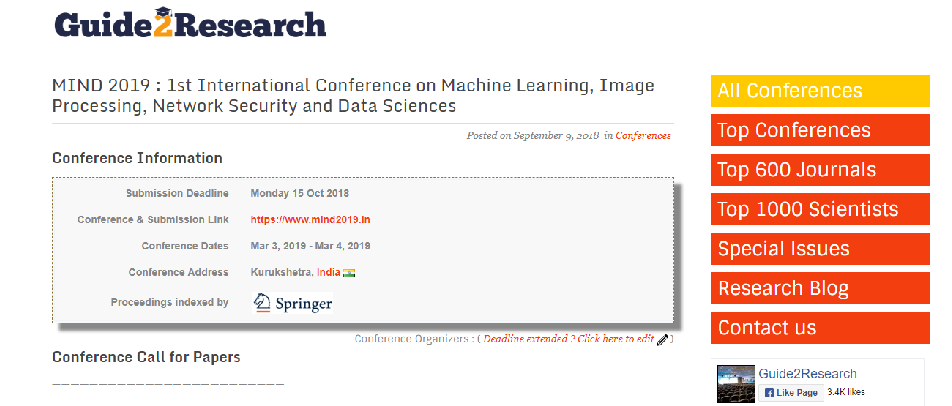 Guide2Research
MIND 2019 : 1st International Conference on Machine Learning, Image
Processing, Network Security and Data Sciences
Posted on September 9, 2018 in Conferences
Conference Information
Submission Deadline Monday 15 Oct 2018
Conference & Submission Link https://www.mind2019.in
Conference Dates Mar 3, 2019 - Mar 4, 2019
Conference Address Kurukshetra, India
Proceedings indexed by Springer
Conference Organizers : ( Deadline extended ? Click here to edit )
Conference Call for Papers
__________________________
All Conferences
Top Conferences
Top 600 Journals
Top 1000 Scientists
Special Issues
Research Blog
Contact us
Guide2Research
Like Page 3.4K likes